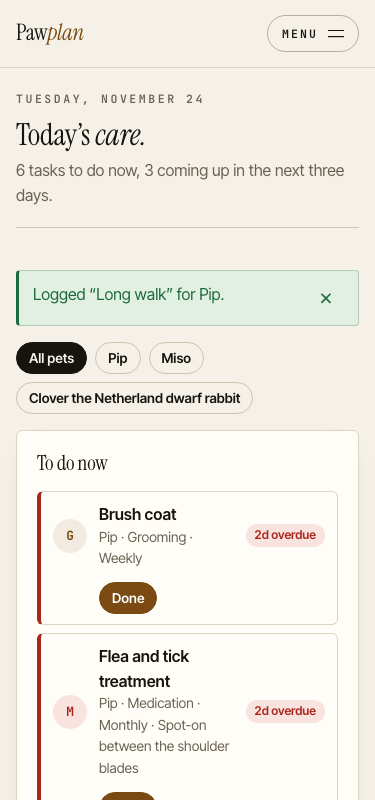 Pawplan
MENU
TUESDAY, NOVEMBER 24
Today’s care.
6 tasks to do now, 3 coming up in the next three
days.
Logged “Long walk” for Pip.
×
All pets
Pip
Miso
Clover the Netherland dwarf rabbit
To do now
G
Brush coat
Pip · Grooming ·
Weekly
2d overdue
Done
M
Flea and tick
treatment
Pip · Medication ·
Monthly · Spot-on
between the shoulder
blades
2d overdue